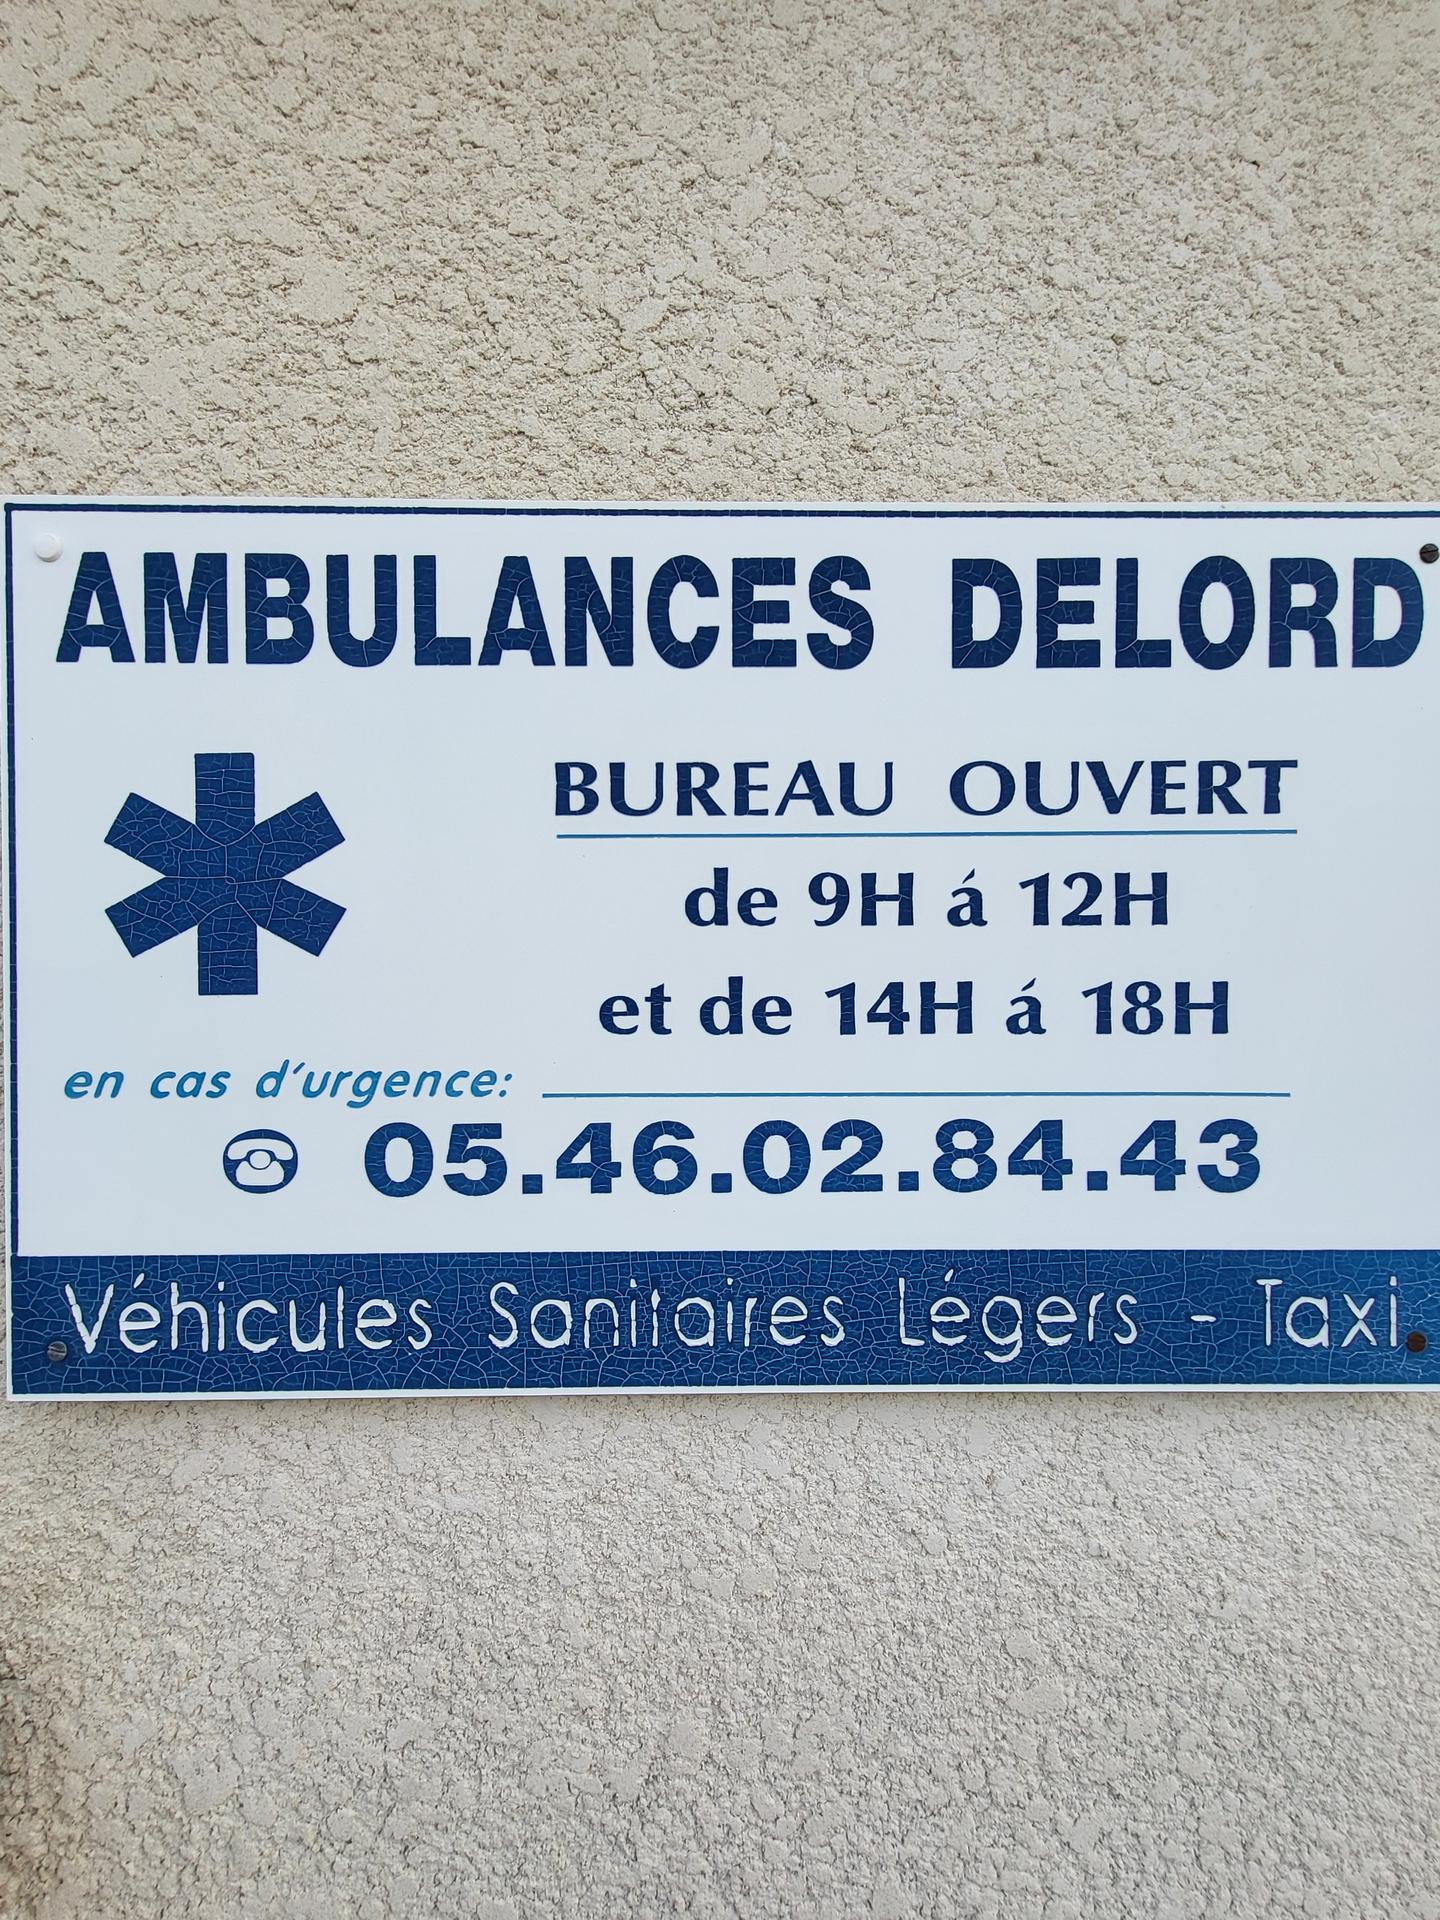 AMBULANCES DELORD
BUREAU OUVERT
de 9H á 12H
et de 14H á 18H
en cas d'urgence:
05.46.02.84.43
Véhicules Sanitaires Légers - Taxi